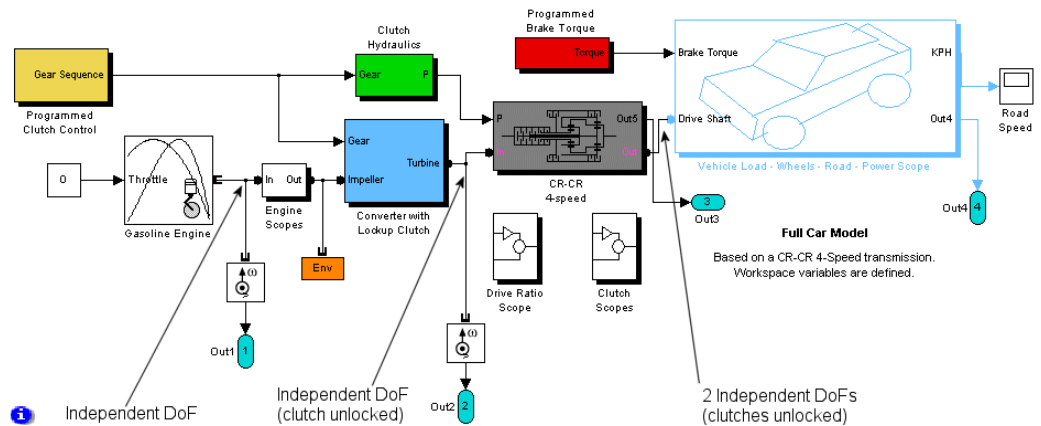 Programmed
Brake Torque
Clutch
Hydraulics
Gear Sequence
Programmed
Clutch Control
Gear
P
Torque
Brake Torque
KPH
Drive Shaft
Out4
Vehicle Load - Wheels - Road - Power Scope
Road
Speed
0
Throttle
Gasoline Engine
In
Out
Engine
Scopes
Gear
Turbine
Impeller
Converter with
Lookup Clutch
P
Out5
Out
CR-CR
4-speed
3
Out3
Out4
4
Env
Drive Ratio
Scope
Clutch
Scopes
Full Car Model
Based on a CR-CR 4-Speed transmission.
Workspace variables are defined.
ω
Out1
1
ω
Out2
2
i
Independent DoF
Independent DoF
(clutch unlocked)
2 Independent DoFs
(clutches unlocked)